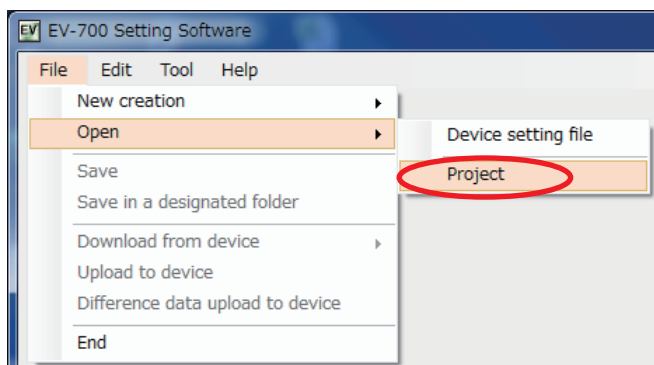 EV EV-700 Setting Software
File Edit Tool Help
New creation
Open
Device setting file
Save
Project
Save in a designated folder
Download from device
Upload to device
Difference data upload to device
End